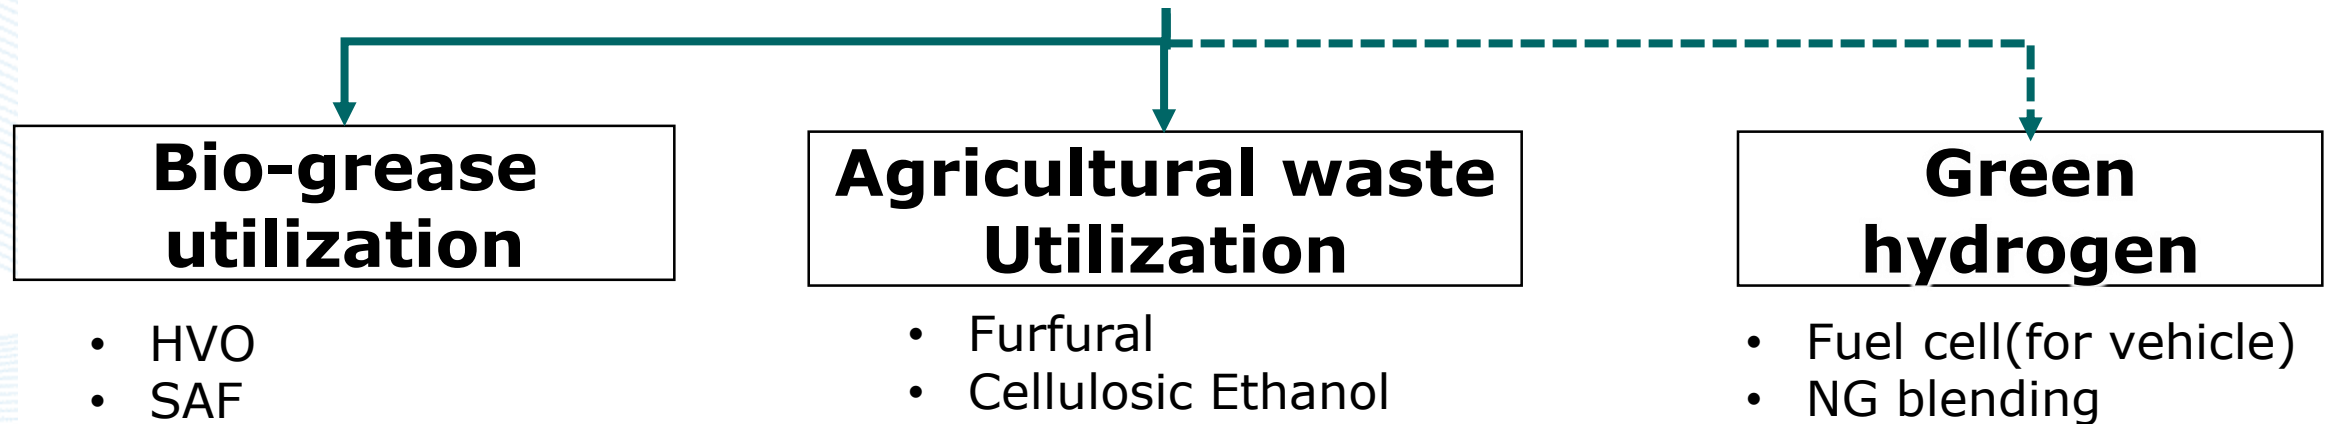 Bio-grease
utilization
• HVO
• SAF
Agricultural waste
Utilization
• Furfural
• Cellulosic Ethanol
Green
hydrogen
• Fuel cell(for vehicle)
• NG blending